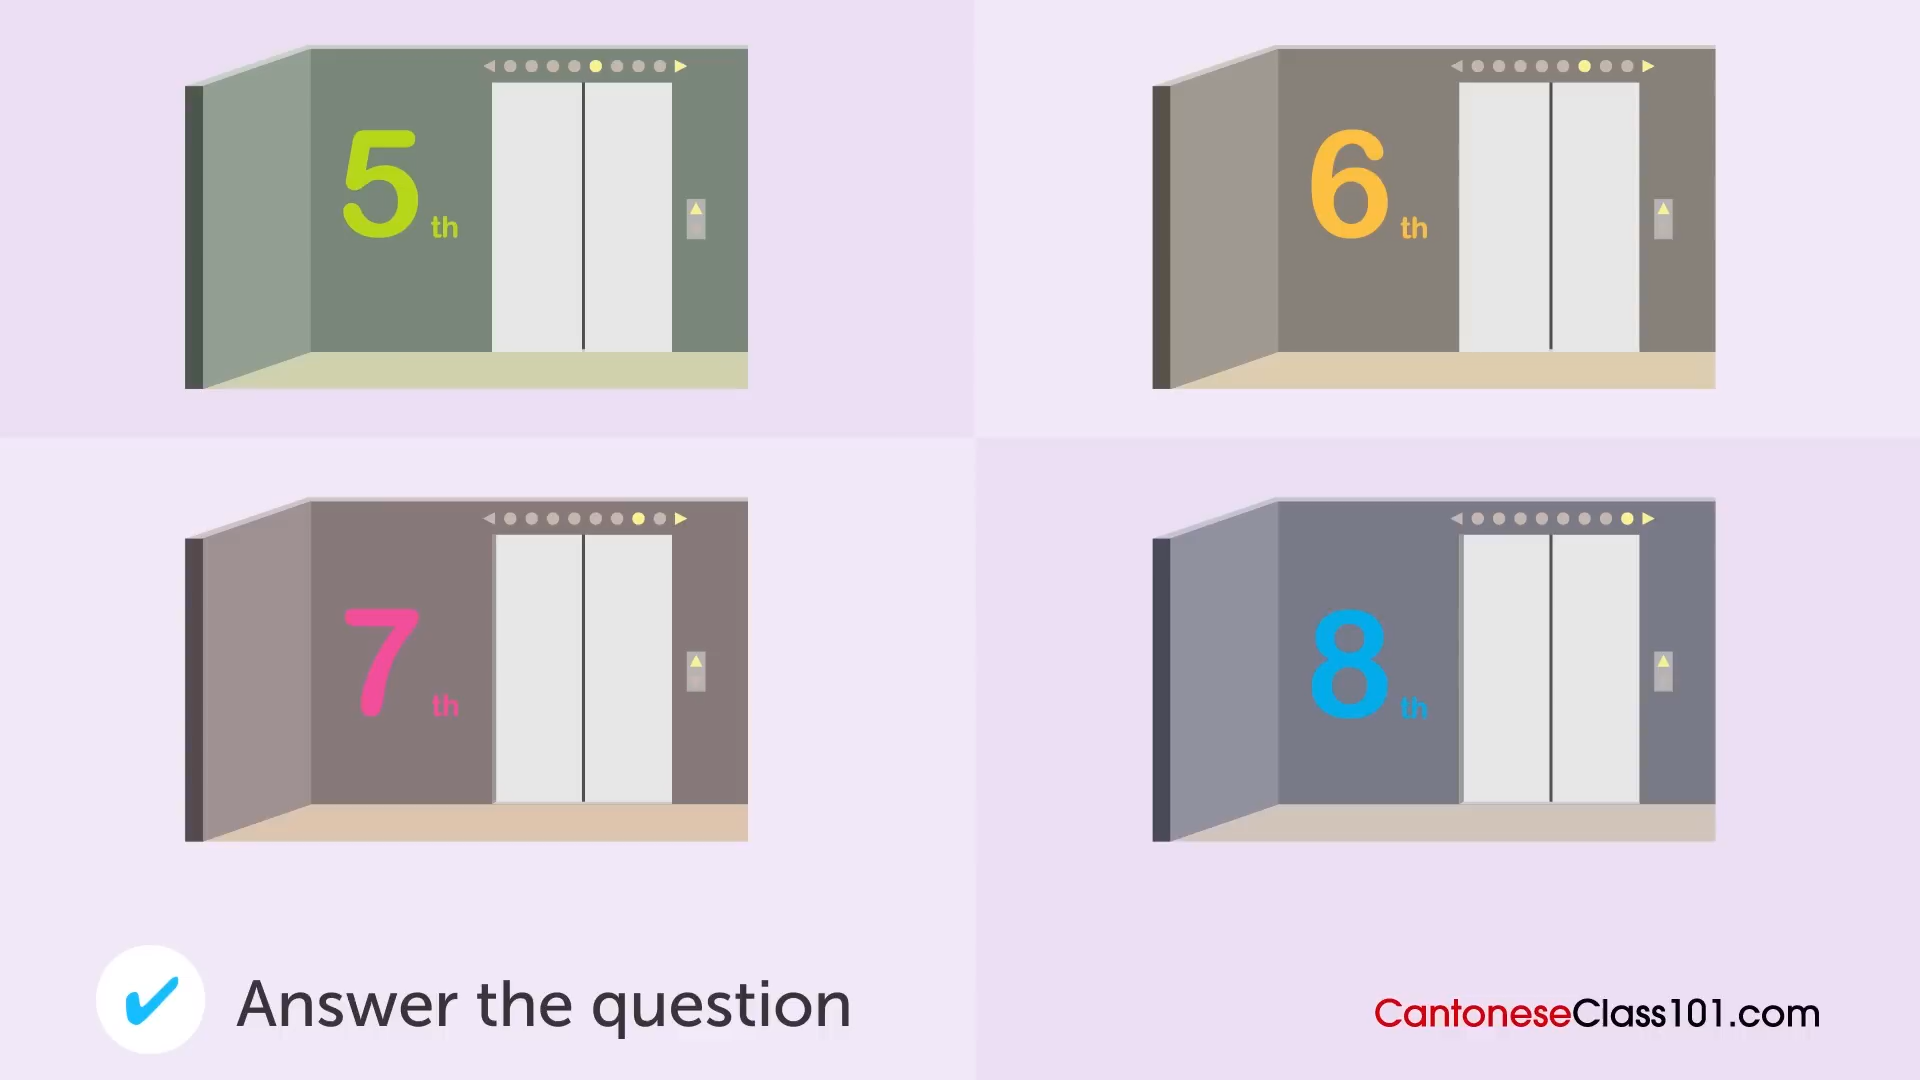 5th
6th
7th
8th
Answer the question
CantoneseClass101.com